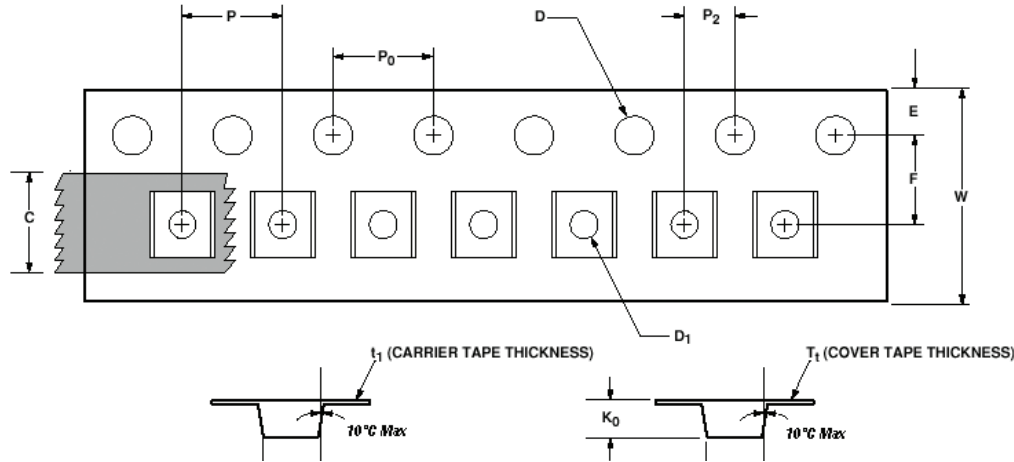 P
P₀
D
P₂
E
F
W
C
D₁
t₁ (CARRIER TAPE THICKNESS)
Tₜ (COVER TAPE THICKNESS)
K₀
10°C Max
10°C Max